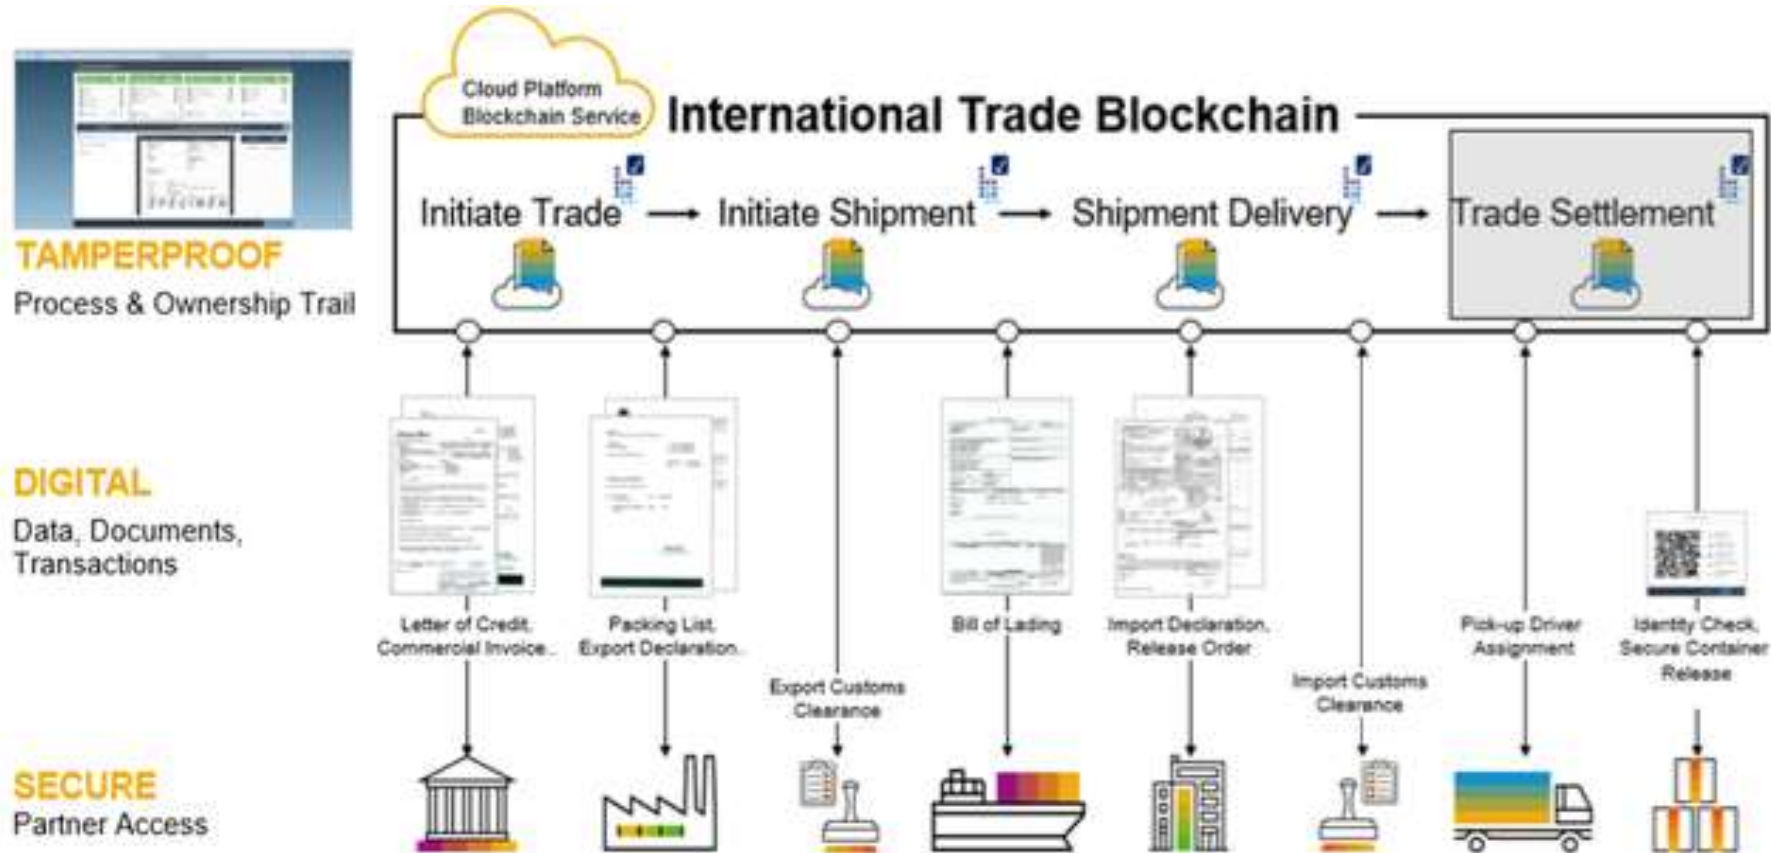 Cloud Platform
Blockchain Service
International Trade Blockchain
Initiate Trade
Initiate Shipment
Shipment Delivery
Trade Settlement
TAMPERPROOF
Process & Ownership Trail
DIGITAL
Data, Documents,
Transactions
Letter of Credit,
Commercial Invoice..
Packing List,
Export Declaration..
Export Customs
Clearance
Bill of Lading
Import Declaration,
Release Order
Import Customs
Clearance
Pick-up Driver
Assignment
Identity Check,
Secure Container
Release
SECURE
Partner Access